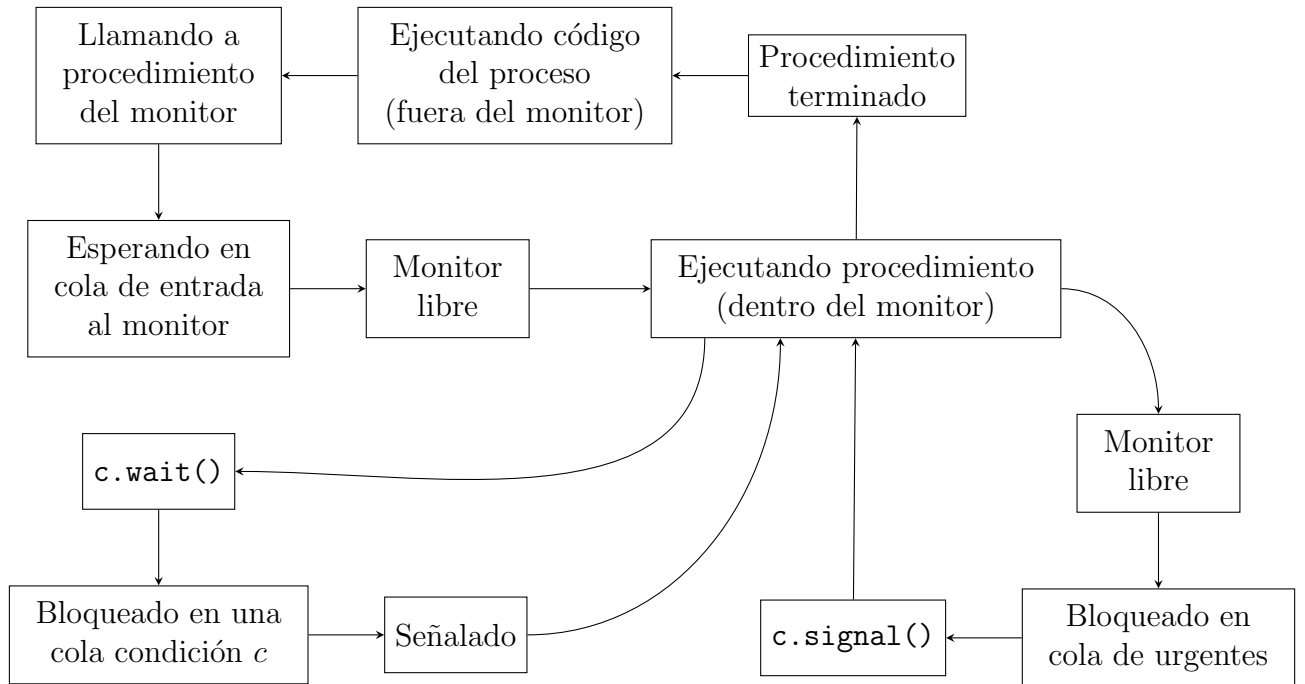 Llamando a
procedimiento
del monitor
Ejecutando código
del proceso
(fuera del monitor)
Procedimiento
terminado
Esperando en
cola de entrada
al monitor
Monitor
libre
Ejecutando procedimiento
(dentro del monitor)
c.wait()
Monitor
libre
Bloqueado en una
cola condición c
Señalado
c.signal()
Bloqueado en
cola de urgentes